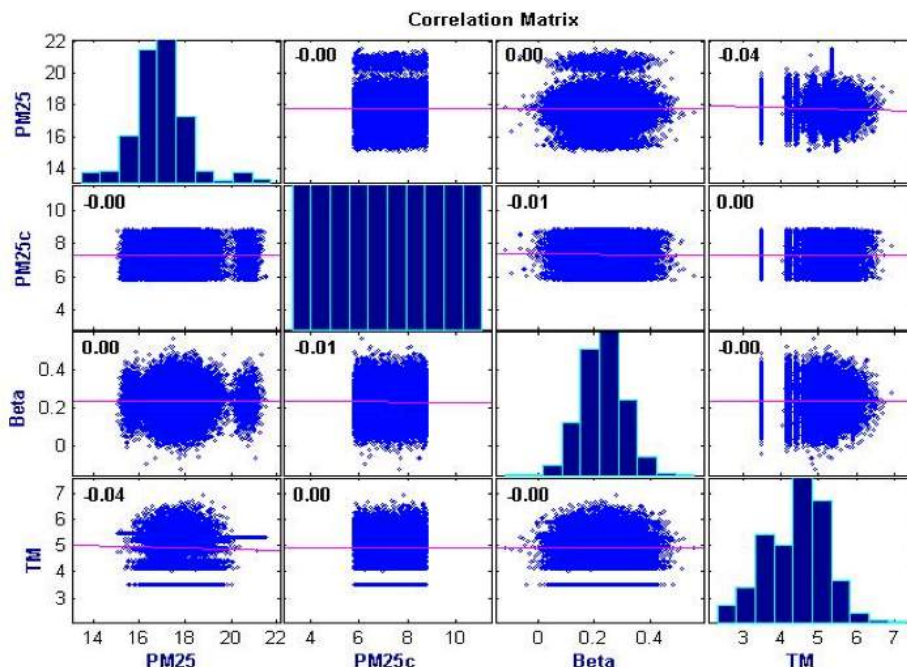 Correlation Matrix
22
20
18
16
14
PM25
-0.00
0.00
-0.04
10
8
6
4
PM25c
-0.00
-0.01
0.00
0.4
0.2
0
Beta
0.00
-0.01
-0.00
7
6
5
4
3
TM
-0.04
0.00
-0.00
14 16 18 20 22
4 6 8 10
0 0.2 0.4
3 4 5 6 7
PM25 PM25c Beta TM